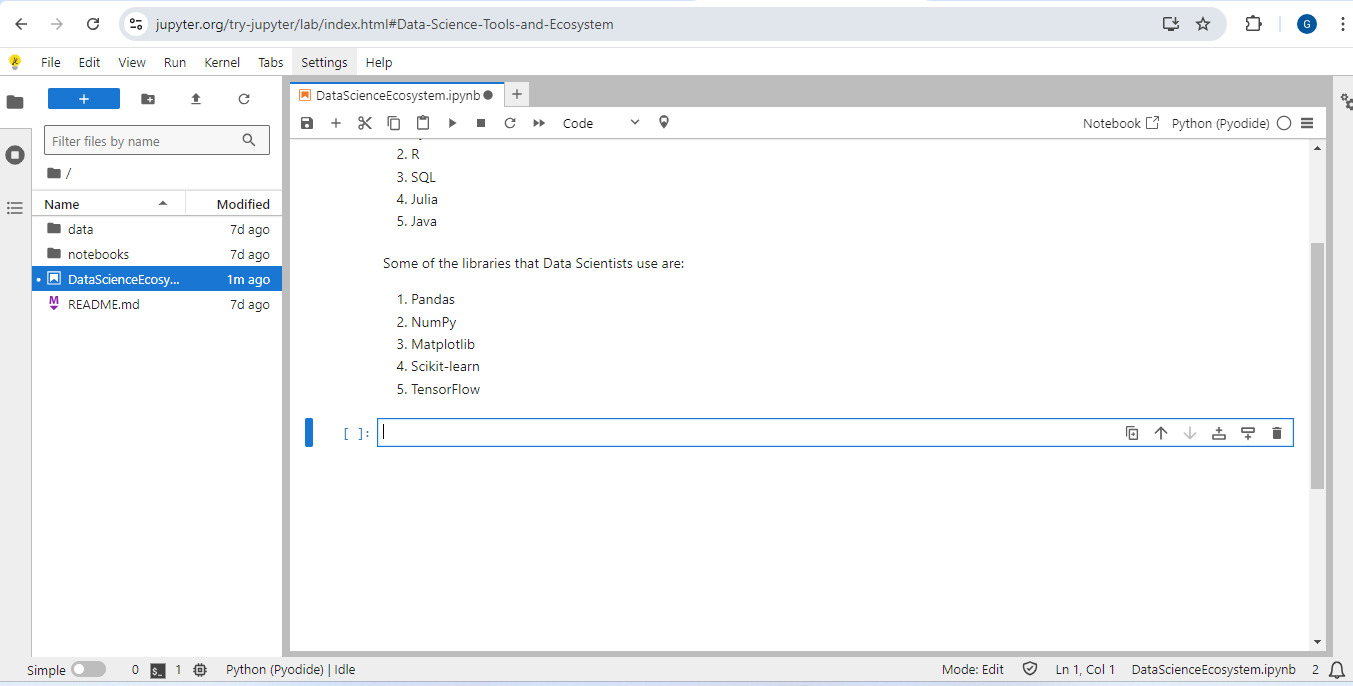 jupyter.org/try-jupyter/lab/index.html#Data-Science-Tools-and-Ecosystem
G
File Edit View Run Kernel Tabs Settings Help
DataScienceEcosystem.ipynb
Filter files by name
Code
Notebook
Python (Pyodide)
/
Name Modified
data 7d ago
notebooks 7d ago
DataScienceEcosy... 1m ago
README.md 7d ago
2. R
3. SQL
4. Julia
5. Java
Some of the libraries that Data Scientists use are:
1. Pandas
2. NumPy
3. Matplotlib
4. Scikit-learn
5. TensorFlow
[ ]:
Simple 0 1 Python (Pyodide) | Idle Mode: Edit Ln 1, Col 1 DataScienceEcosystem.ipynb 2